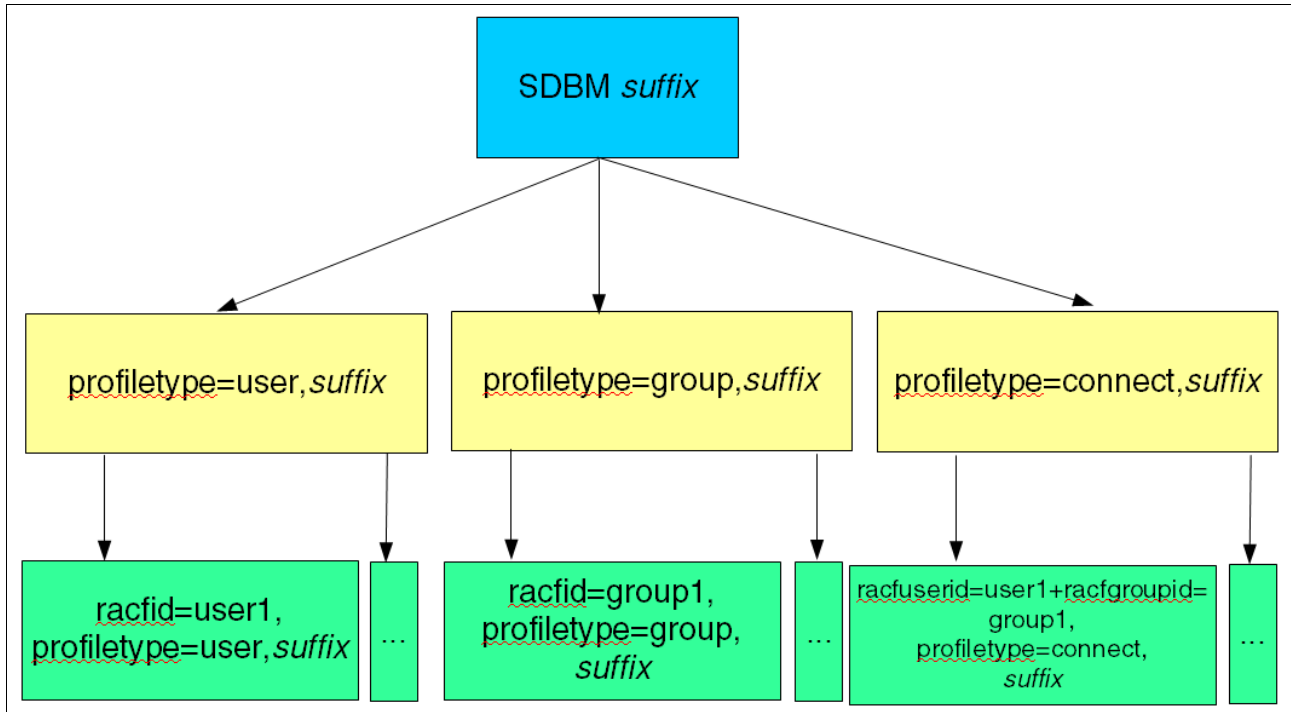 SDBM suffix
profiletype=user,suffix
profiletype=group,suffix
profiletype=connect,suffix
racfid=user1,
profiletype=user,suffix
...
racfid=group1,
profiletype=group,
suffix
...
racfuserid=user1+racfgroupid=
group1,
profiletype=connect,
suffix
...